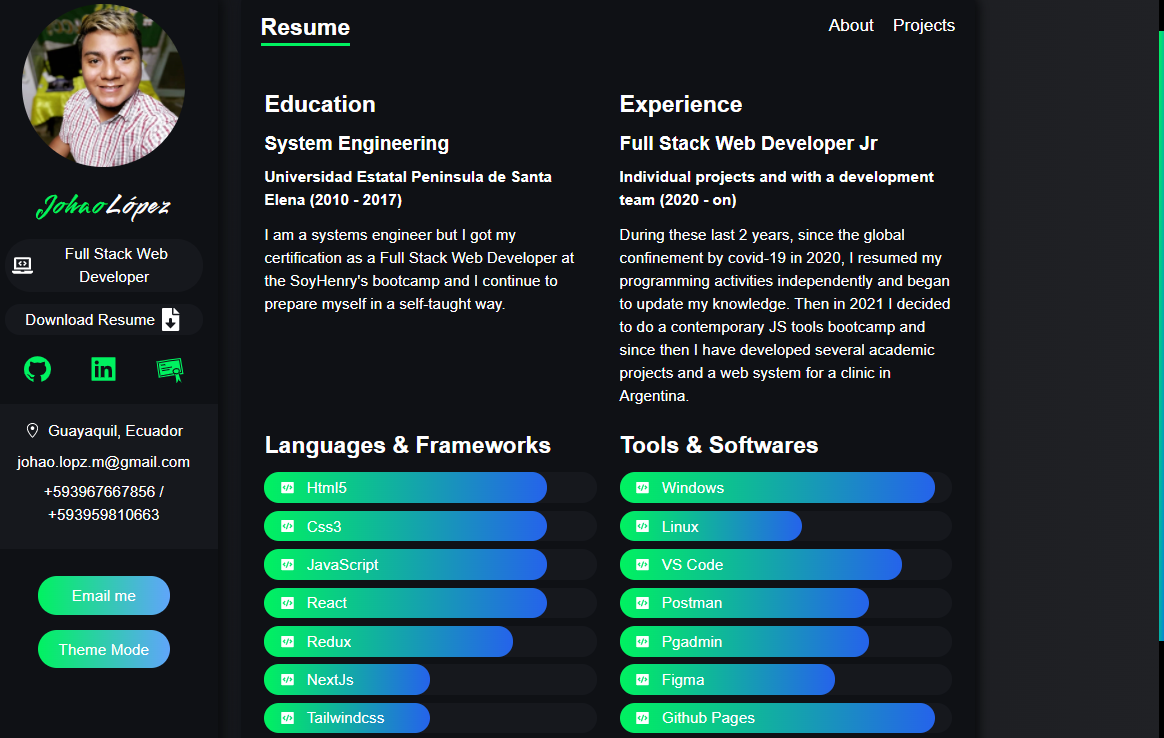 Johao López
Full Stack Web
Developer
Download Resume
Guayaquil, Ecuador
johao.lopz.m@gmail.com
+593967667856 /
+593959810663
Email me
Theme Mode
Resume
About
Projects
Education
System Engineering
Universidad Estatal Peninsula de Santa
Elena (2010 - 2017)
I am a systems engineer but I got my
certification as a Full Stack Web Developer at
the SoyHenry's bootcamp and I continue to
prepare myself in a self-taught way.
Experience
Full Stack Web Developer Jr
Individual projects and with a development
team (2020 - on)
During these last 2 years, since the global
confinement by covid-19 in 2020, I resumed my
programming activities independently and began
to update my knowledge. Then in 2021 I decided
to do a contemporary JS tools bootcamp and
since then I have developed several academic
projects and a web system for a clinic in
Argentina.
Languages & Frameworks
Html5
Css3
JavaScript
React
Redux
NextJs
Tailwindcss
Tools & Softwares
Windows
Linux
VS Code
Postman
Pgadmin
Figma
Github Pages